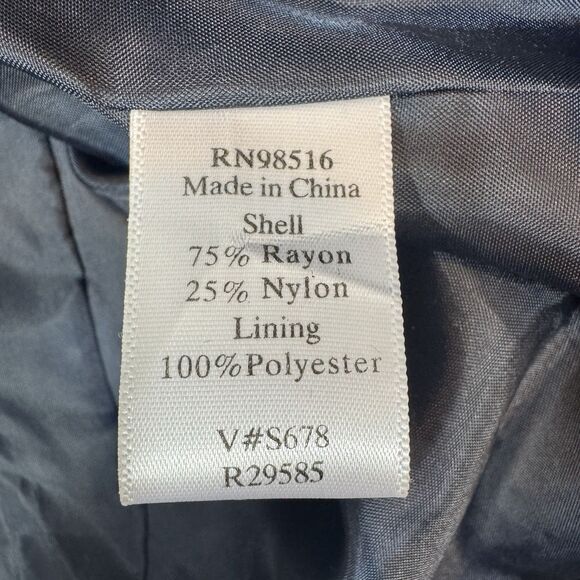 RN98516
Made in China
Shell
75% Rayon
25% Nylon
Lining
100%Polyester
V#S678
R29585